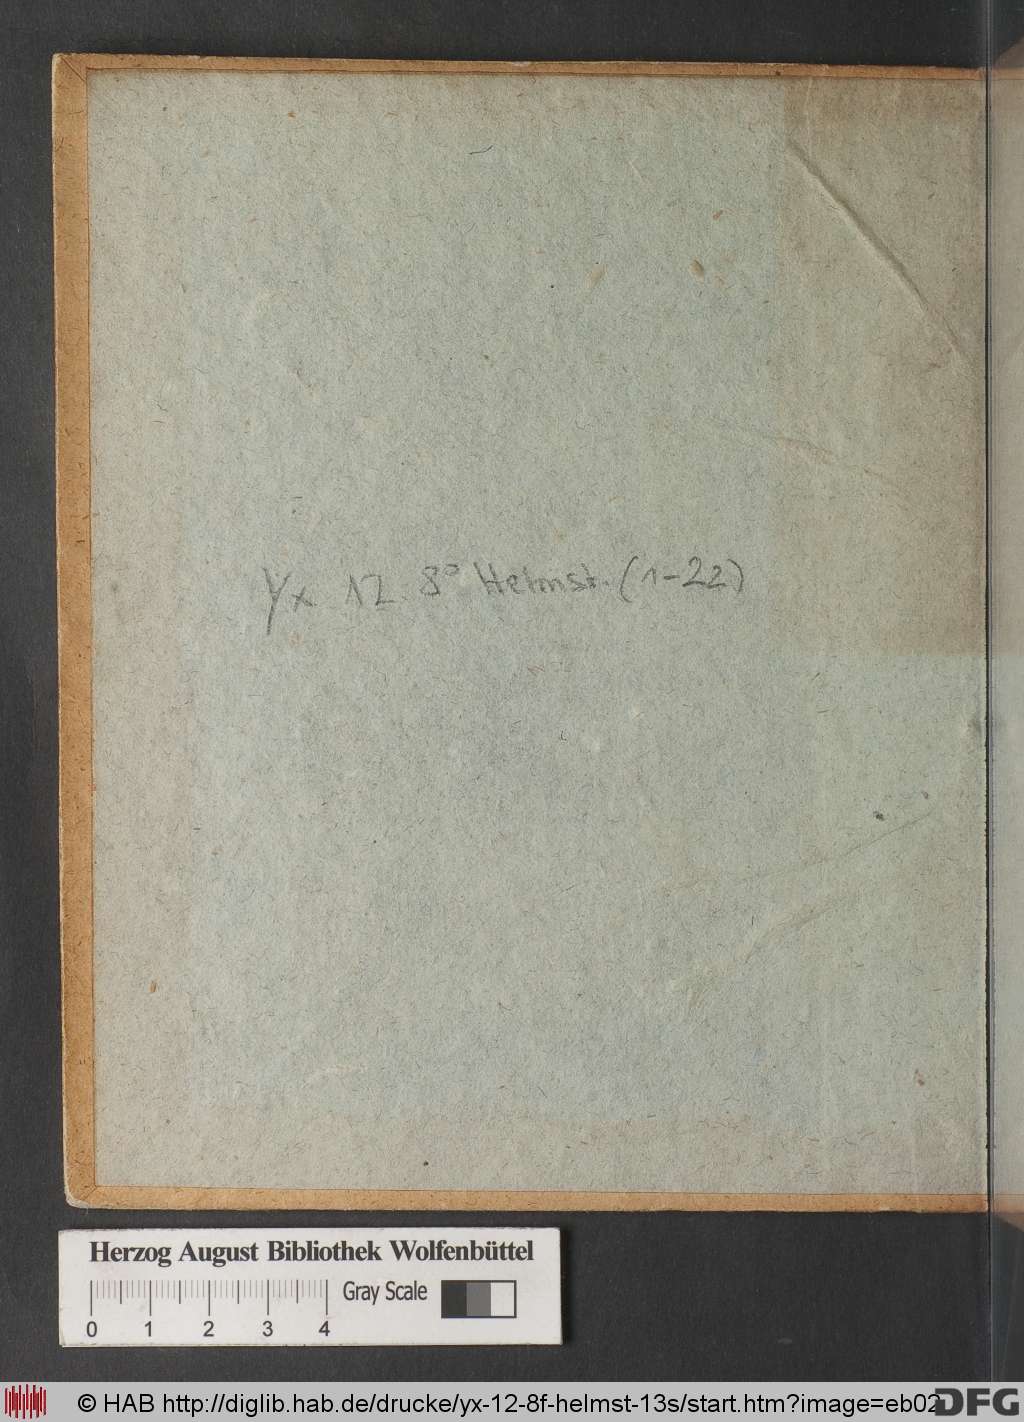 Yx 12. 8° Helmst. (1-22)
Herzog August Bibliothek Wolfenbüttel
Gray Scale
0 1 2 3 4
© HAB http://diglib.hab.de/drucke/yx-12-8f-helmst-13s/start.htm?image=eb02
DFG